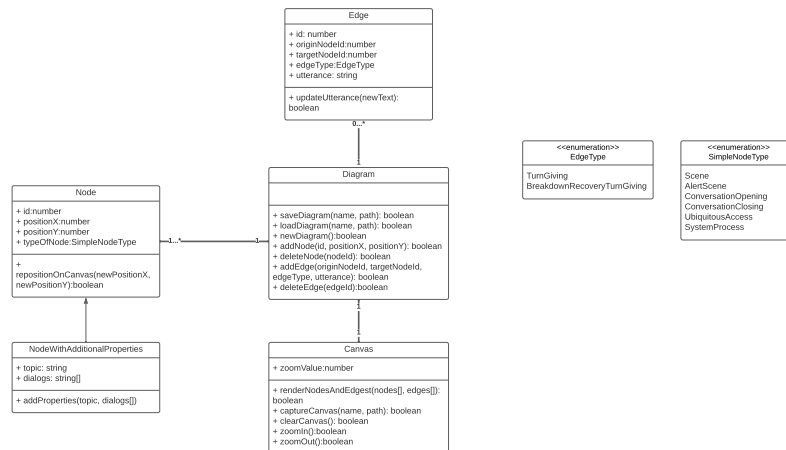 Edge
+ id: number
+ originNodeId:number
+ targetNodeId:number
+ edgeType:EdgeType
+ utterance: string
+ updateUtterance(newText):
boolean
0...*
1
<<enumeration>>
EdgeType
TurnGiving
BreakdownRecoveryTurnGiving
<<enumeration>>
SimpleNodeType
Scene
AlertScene
ConversationOpening
ConversationClosing
UbiquitousAccess
SystemProcess
Node
+ id:number
+ positionX:number
+ positionY:number
+ typeOfNode:SimpleNodeType
+
repositionOnCanvas(newPositionX,
newPositionY):boolean
1...*
1
Diagram
+ saveDiagram(name, path): boolean
+ loadDiagram(name, path): boolean
+ newDiagram():boolean
+ addNode(id, positionX, positionY): boolean
+ deleteNode(nodeId): boolean
+ addEdge(originNodeId, targetNodeId,
edgeType, utterance): boolean
+ deleteEdge(edgeId):boolean
1
1
NodeWithAdditionalProperties
+ topic: string
+ dialogs: string[]
+ addProperties(topic, dialogs[])
Canvas
+ zoomValue:number
+ renderNodesAndEdgest(nodes[], edges[]):
boolean
+ captureCanvas(name, path): boolean
+ clearCanvas(): boolean
+ zoomIn():boolean
+ zoomOut():boolean